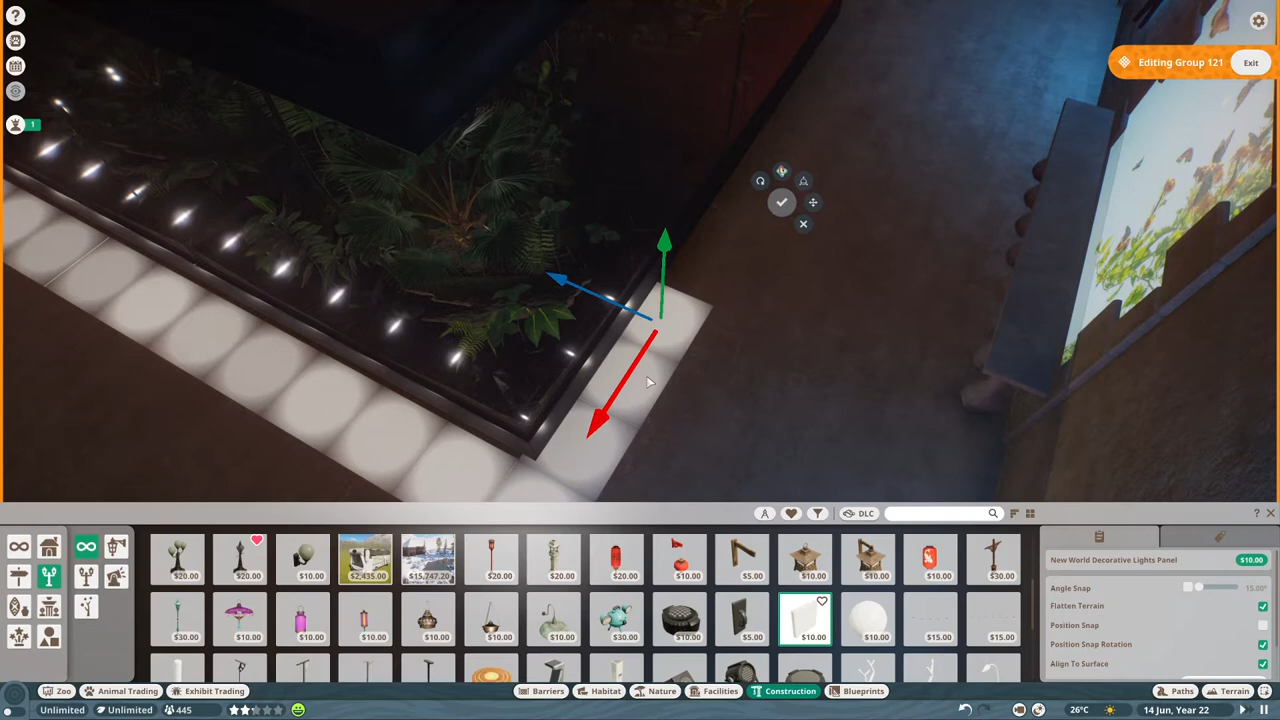 ?
Editing Group 121
Exit
1
DLC
?
$20.00
$20.00
$10.00
$2,435.00
$15,747.20
$20.00
$20.00
$20.00
$10.00
$5.00
$10.00
$10.00
$10.00
$30.00
$30.00
$10.00
$10.00
$10.00
$10.00
$10.00
$10.00
$30.00
$10.00
$5.00
$10.00
$10.00
$15.00
$15.00
New World Decorative Lights Panel
$10.00
Angle Snap
15.00°
Flatten Terrain
Position Snap
Position Snap Rotation
Align To Surface
Zoo
Animal Trading
Exhibit Trading
Barriers
Habitat
Nature
Facilities
Construction
Blueprints
Paths
Terrain
Unlimited
Unlimited
445
26°C
14 Jun, Year 22